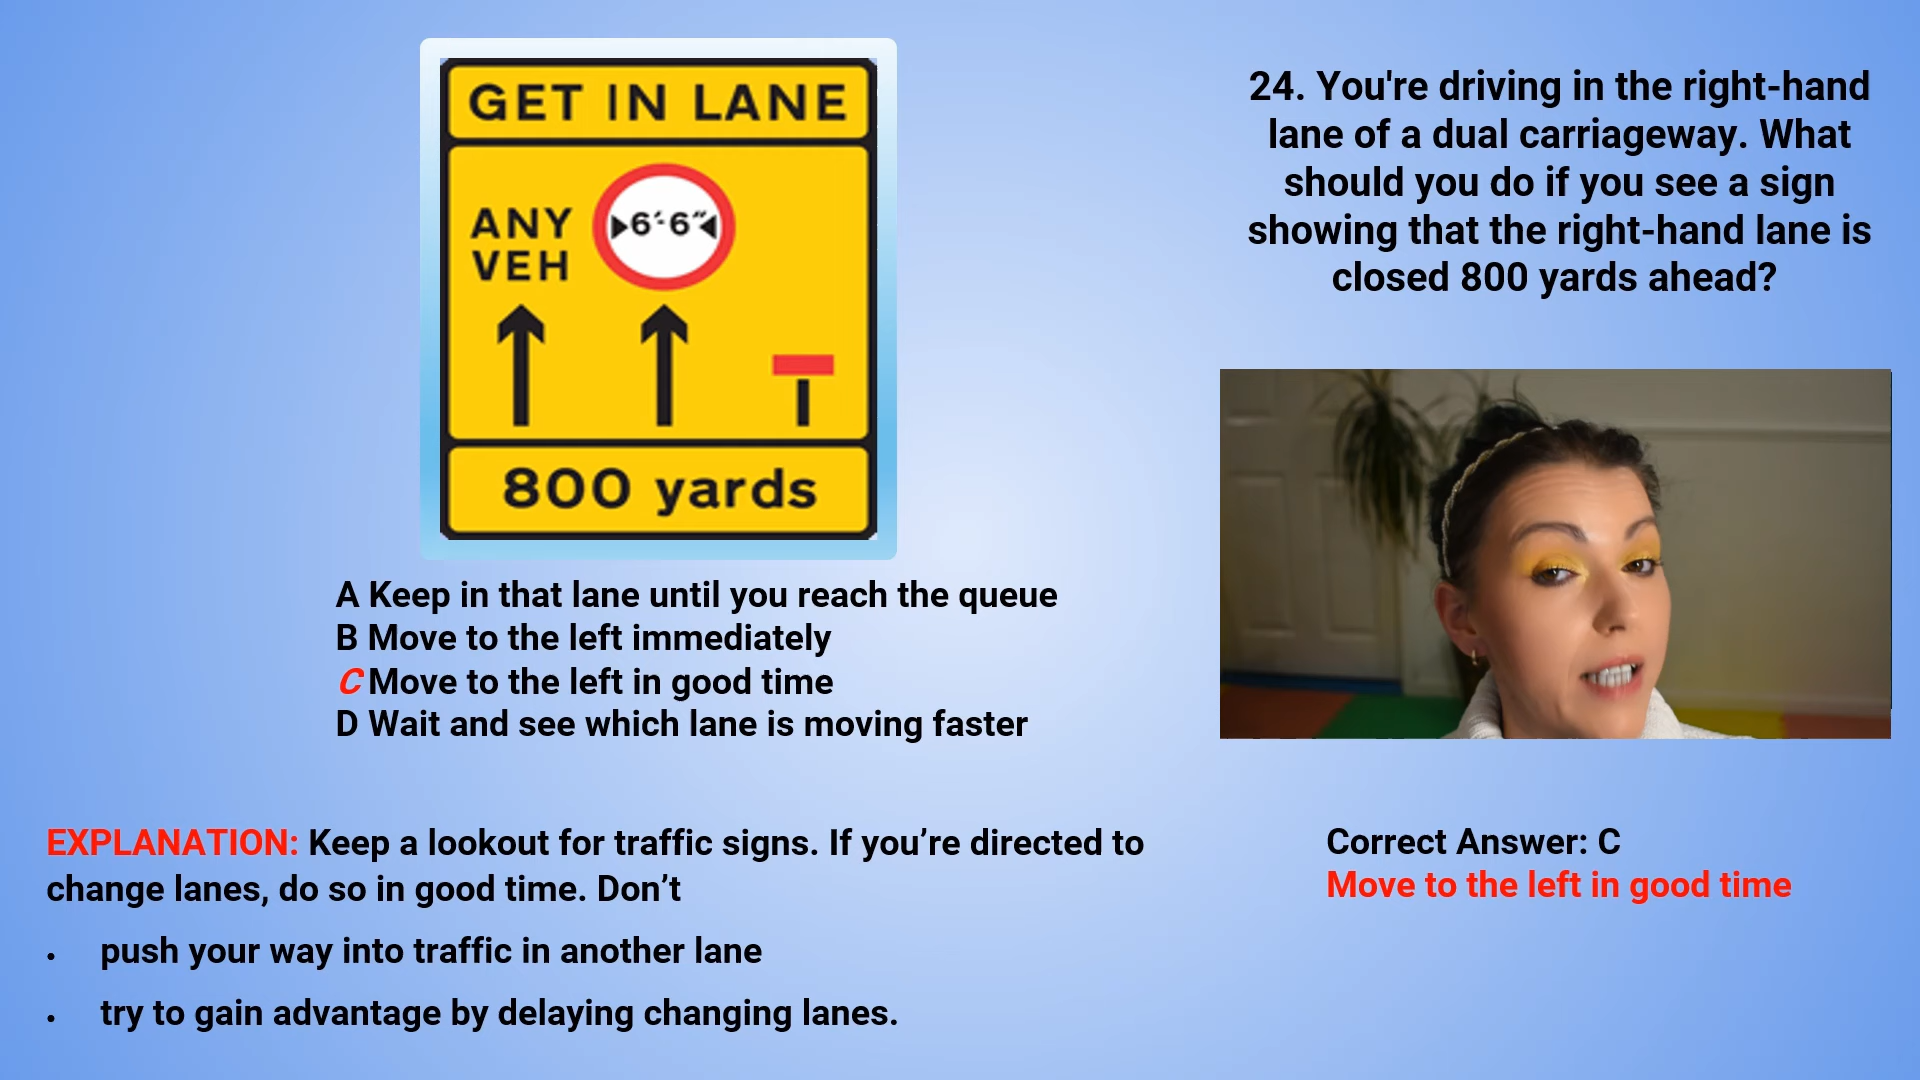 GET IN LANE
ANY
VEH
6'-6"
800 yards
24. You're driving in the right-hand
lane of a dual carriageway. What
should you do if you see a sign
showing that the right-hand lane is
closed 800 yards ahead?
A Keep in that lane until you reach the queue
B Move to the left immediately
C Move to the left in good time
D Wait and see which lane is moving faster
EXPLANATION: Keep a lookout for traffic signs. If you’re directed to
change lanes, do so in good time. Don’t
• push your way into traffic in another lane
• try to gain advantage by delaying changing lanes.
Correct Answer: C
Move to the left in good time